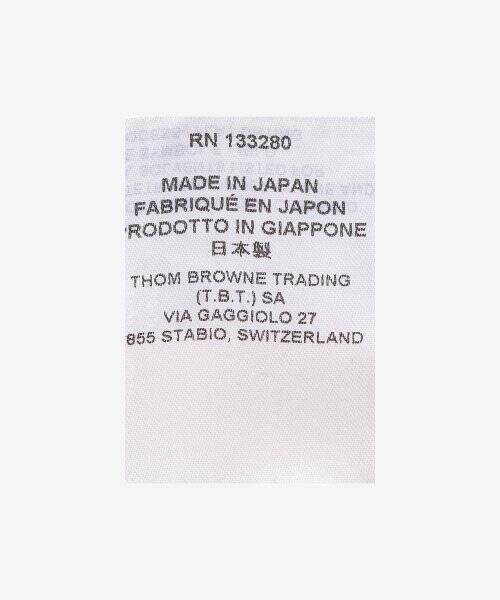 RN 133280
MADE IN JAPAN
FABRIQUÉ EN JAPON
PRODOTTO IN GIAPPONE
日本製
THOM BROWNE TRADING
(T.B.T.) SA
VIA GAGGIOLO 27
855 STABIO, SWITZERLAND